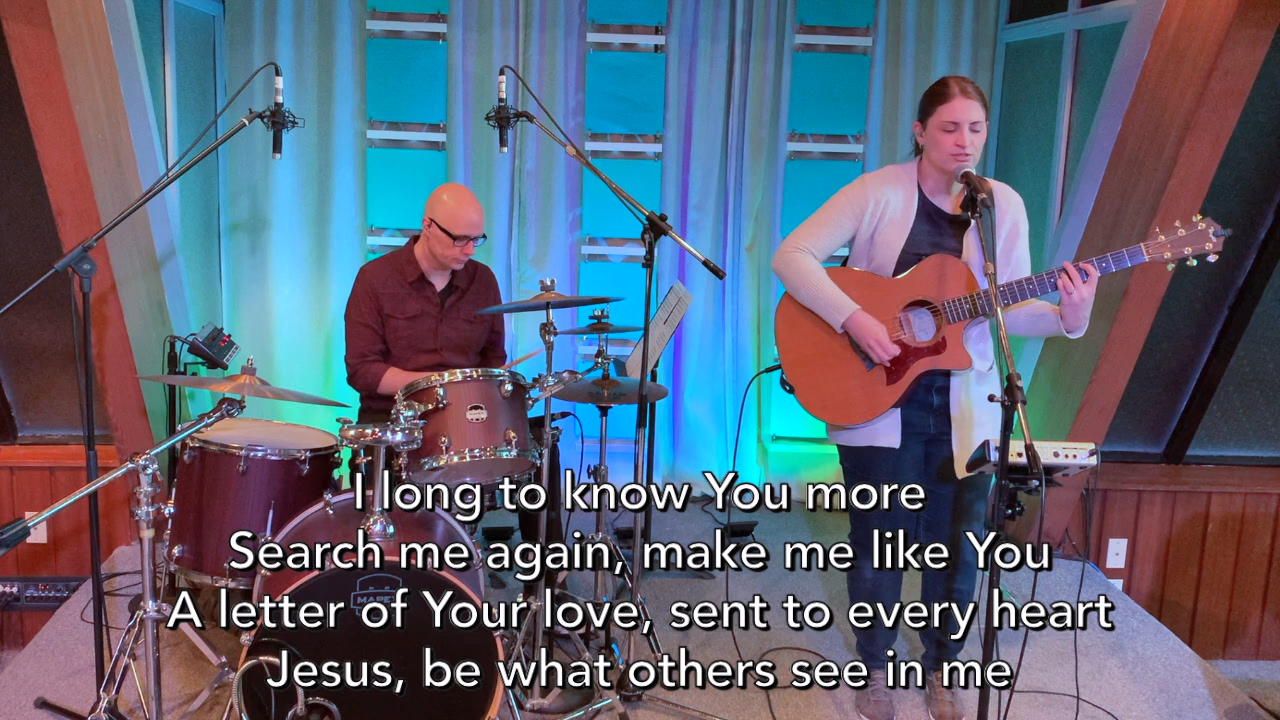 I long to know You more
Search me again, make me like You
A letter of Your love, sent to every heart
Jesus, be what others see in me
MAPEX